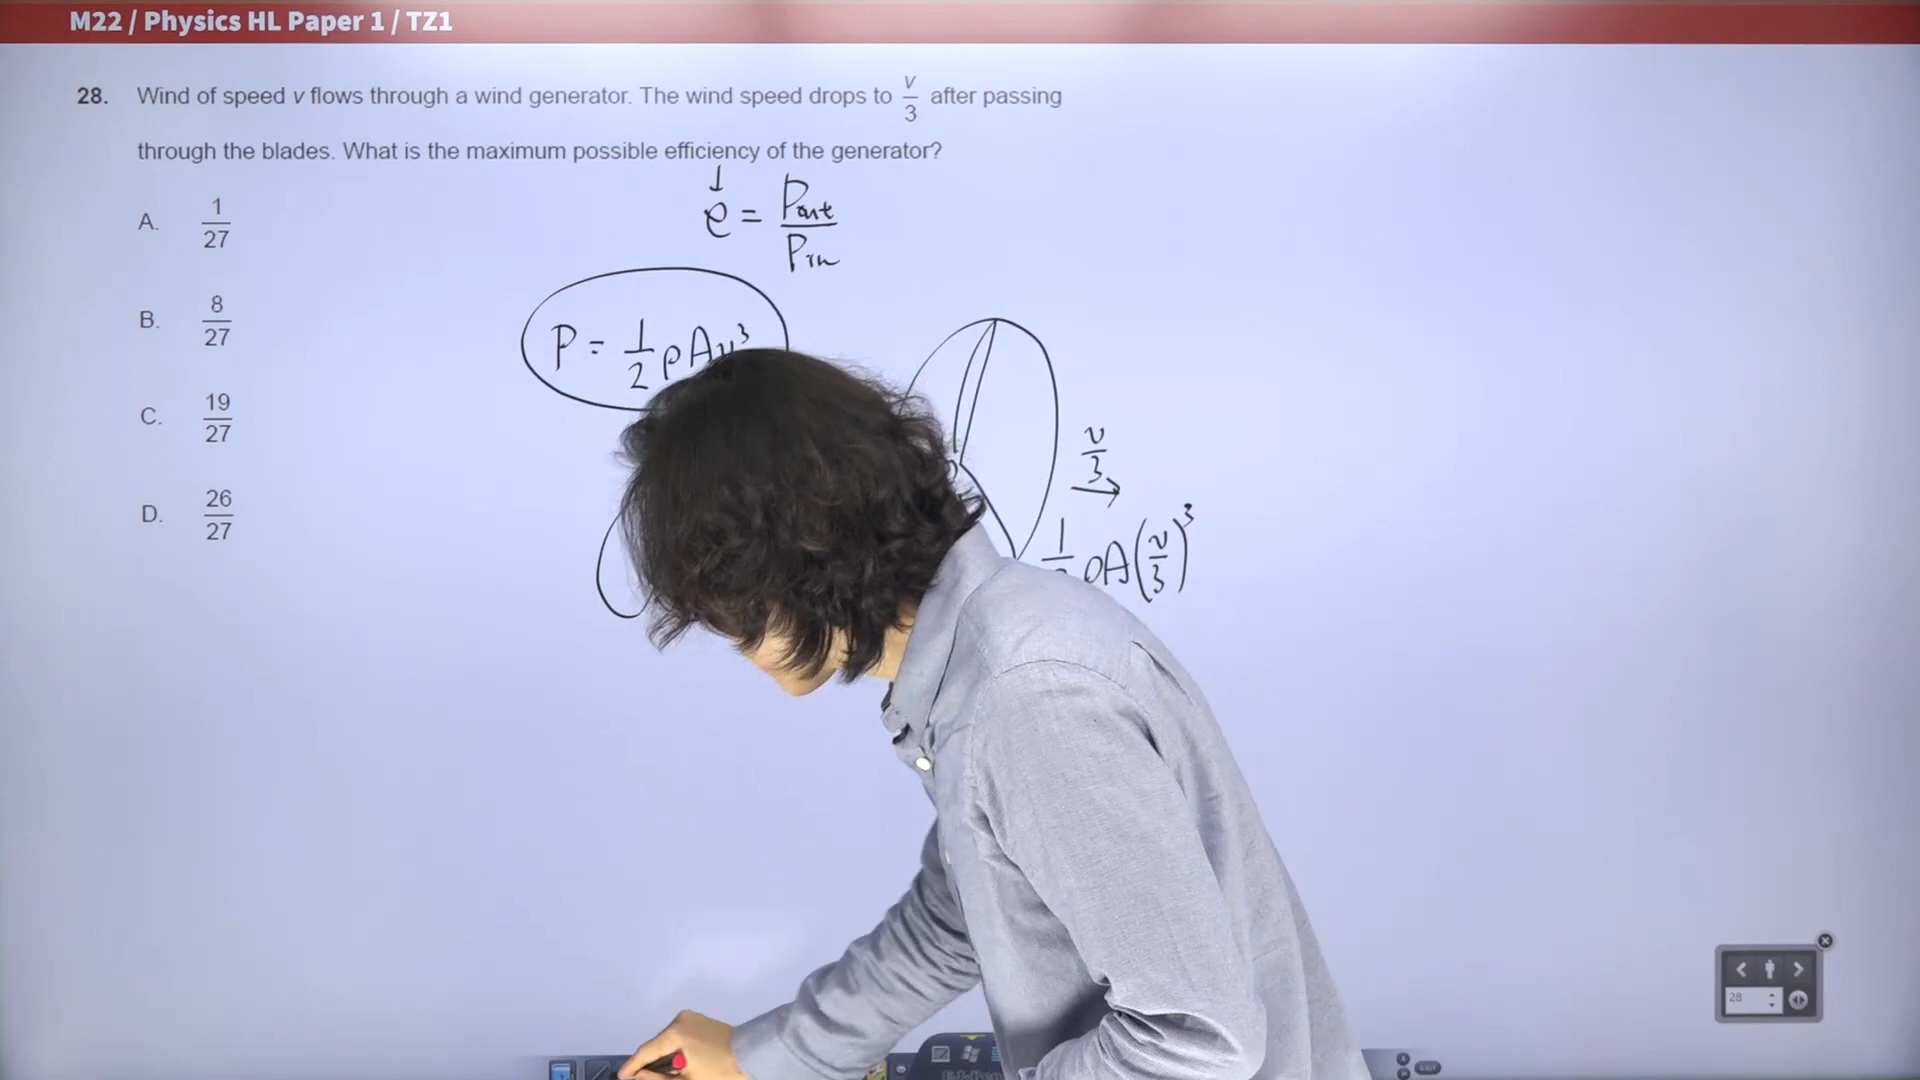 M22 / Physics HL Paper 1 / TZ1
28. Wind of speed v flows through a wind generator. The wind speed drops to v/3 after passing
through the blades. What is the maximum possible efficiency of the generator?
A. 1/27
B. 8/27
C. 19/27
D. 26/27
e = Pout/Pin
P = 1/2 ρAv³
v/3
ρA(v/3)³
28
EXIT